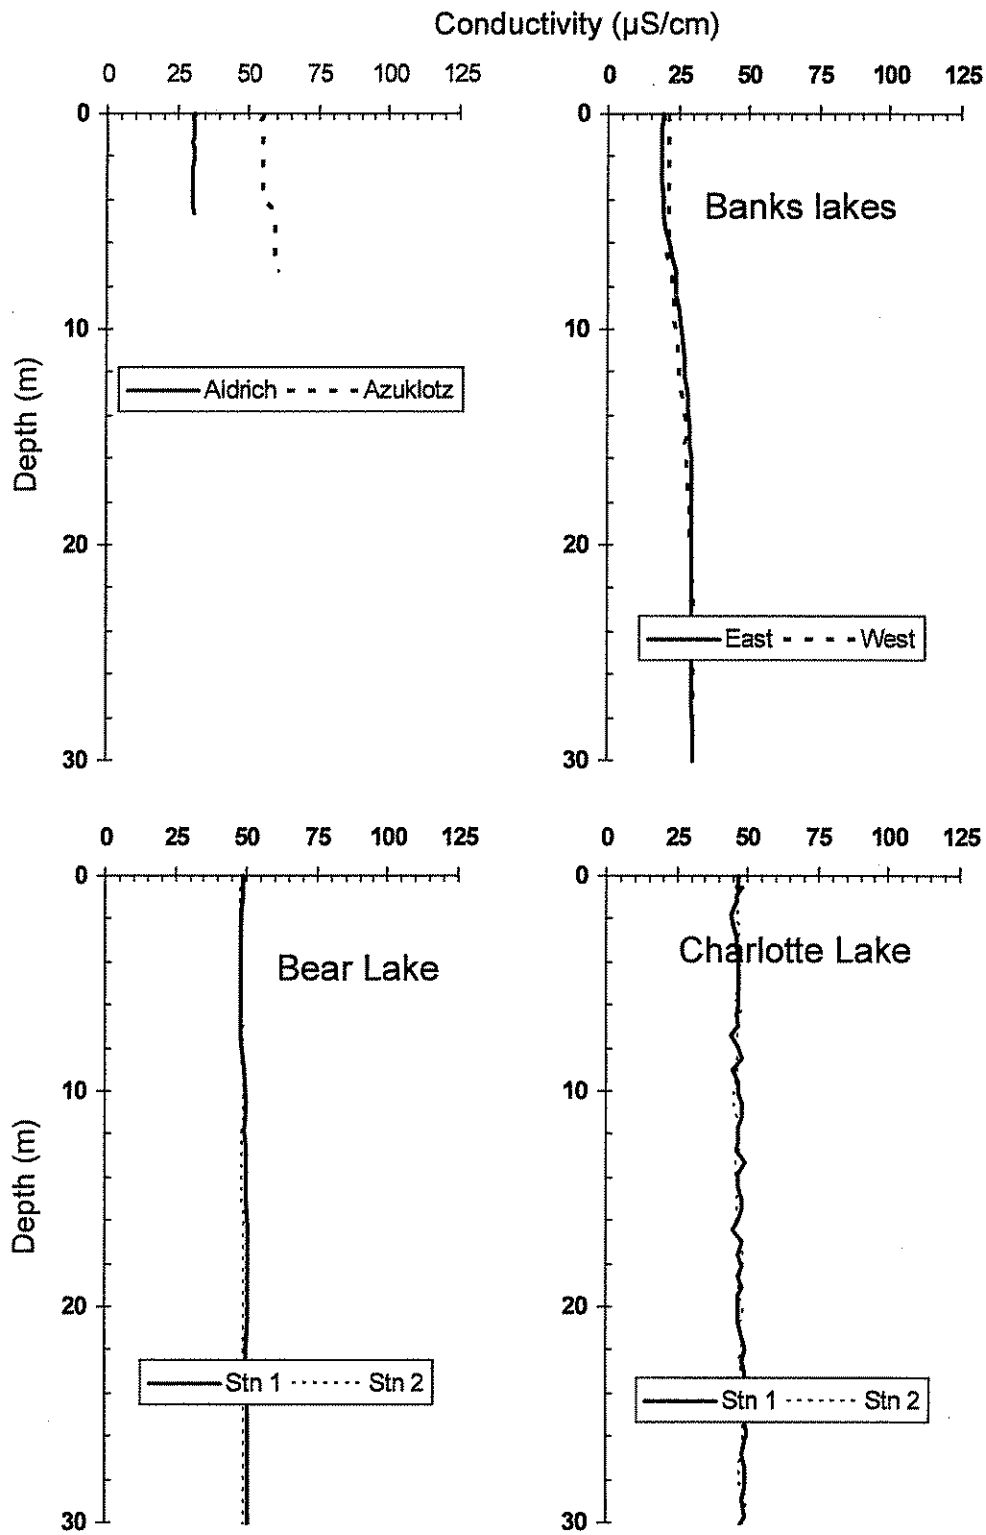 Conductivity (µS/cm)
0 25 50 75 100 125
0 25 50 75 100 125
0
10
20
30
Depth (m)
Aldrich Azuklotz
0
10
20
30
Banks lakes
East West
0 25 50 75 100 125
0 25 50 75 100 125
0
10
20
30
Depth (m)
Bear Lake
Stn 1 Stn 2
0
10
20
30
Charlotte Lake
Stn 1 Stn 2